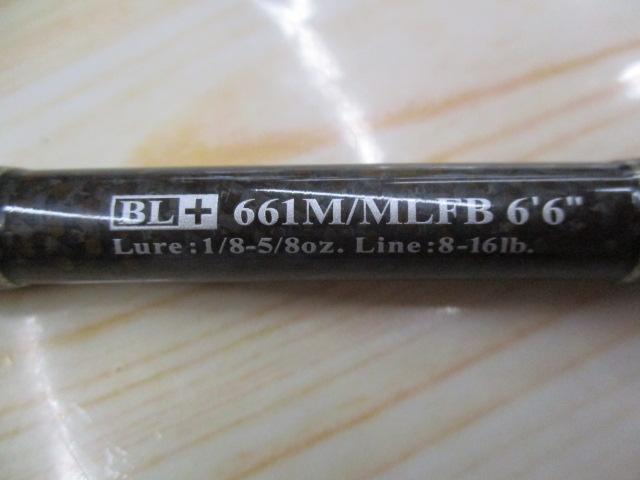 BL+ 661M/MLFB 6'6"
Lure:1/8-5/8oz. Line:8-16lb.